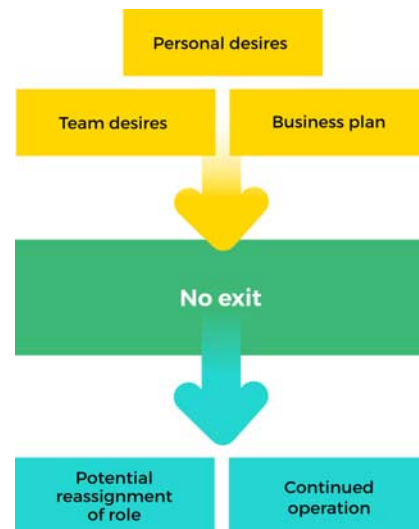 Personal desires
Team desires
Business plan
No exit
Potential
reassignment
of role
Continued
operation